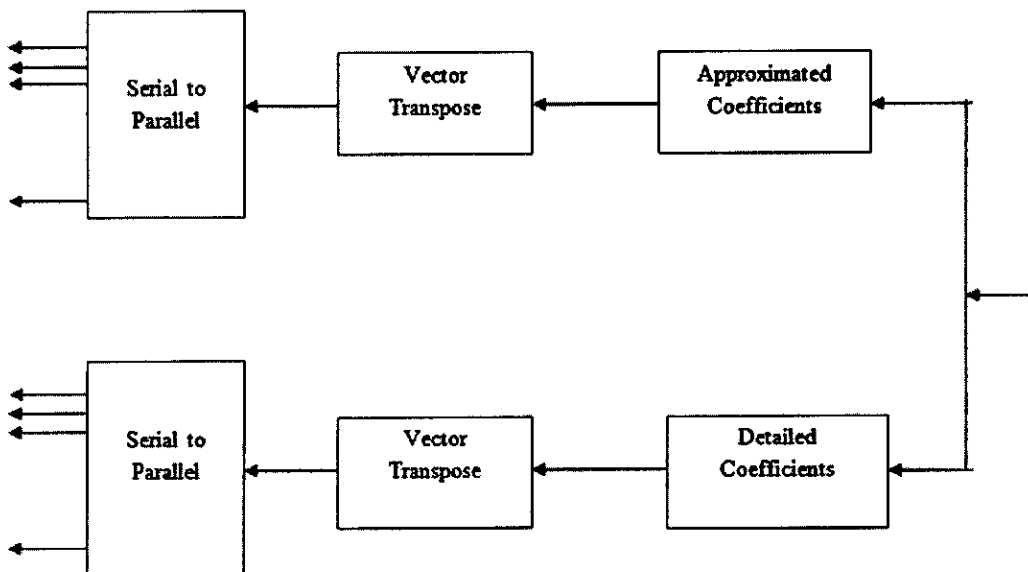 Serial to
Parallel
Vector
Transpose
Approximated
Coefficients
Serial to
Parallel
Vector
Transpose
Detailed
Coefficients